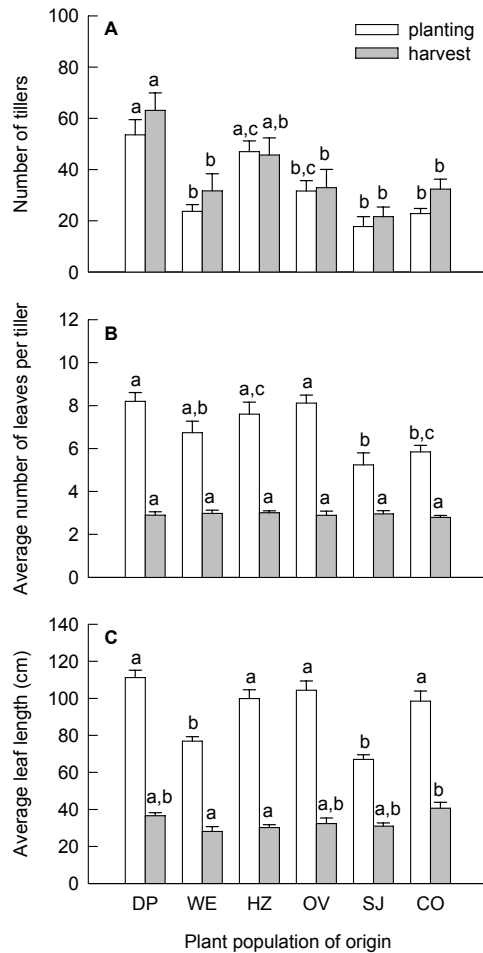 A
planting
harvest
Number of tillers
100
80
60
40
20
0
a
a
b
b
a,c
a,b
b,c
b
b
b
b
b
B
Average number of leaves per tiller
12
10
8
6
4
2
0
a
a
a,b
a
a,c
a
a
a
b
a
b,c
a
C
Average leaf length (cm)
140
120
100
80
60
40
20
0
a
a,b
b
a
a
a
a
a,b
b
a,b
a
b
DP WE HZ OV SJ CO
Plant population of origin